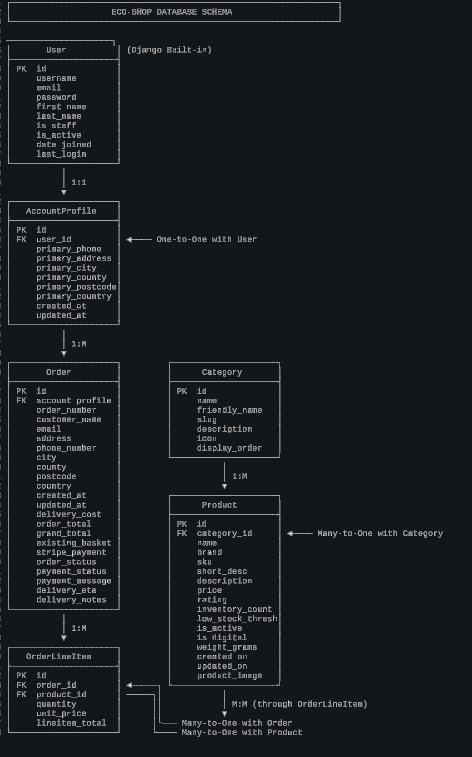 ECO-SHOP DATABASE SCHEMA
User (Django Built-in)
PK id
username
email
password
first_name
last_name
is_staff
is_active
date_joined
last_login
1:1
AccountProfile
PK id
FK user_id One-to-One with User
primary_phone
primary_address
primary_city
primary_county
primary_postcode
primary_country
created_at
updated_at
1:M
Order
PK id
FK account_profile
order_number
customer_name
email
address
phone_number
city
county
postcode
country
created_at
updated_at
delivery_cost
order_total
grand_total
existing_basket
stripe_payment
order_status
payment_status
payment_message
delivery_eta
delivery_notes
1:M
OrderLineItem
PK id
FK order_id
FK product_id
quantity
unit_price
lineitem_total
Category
PK id
name
friendly_name
slug
description
icon
display_order
1:M
Product
PK id
FK category_id Many-to-One with Category
name
brand
sku
short_desc
description
price
rating
inventory_count
low_stock_thresh
is_active
is_digital
weight_grams
created_on
updated_on
product_image
M:M (through OrderLineItem)
Many-to-One with Order
Many-to-One with Product